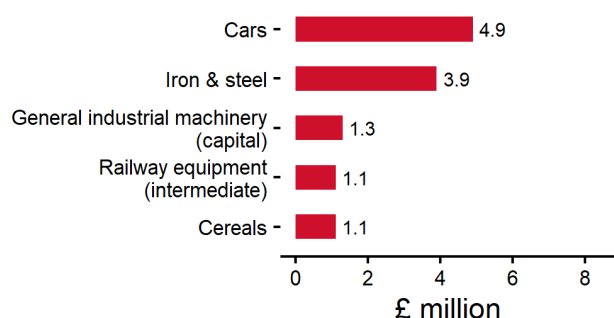 Cars
4.9
Iron & steel
3.9
General industrial machinery
(capital)
1.3
Railway equipment
(intermediate)
1.1
Cereals
1.1
0 2 4 6 8
£ million